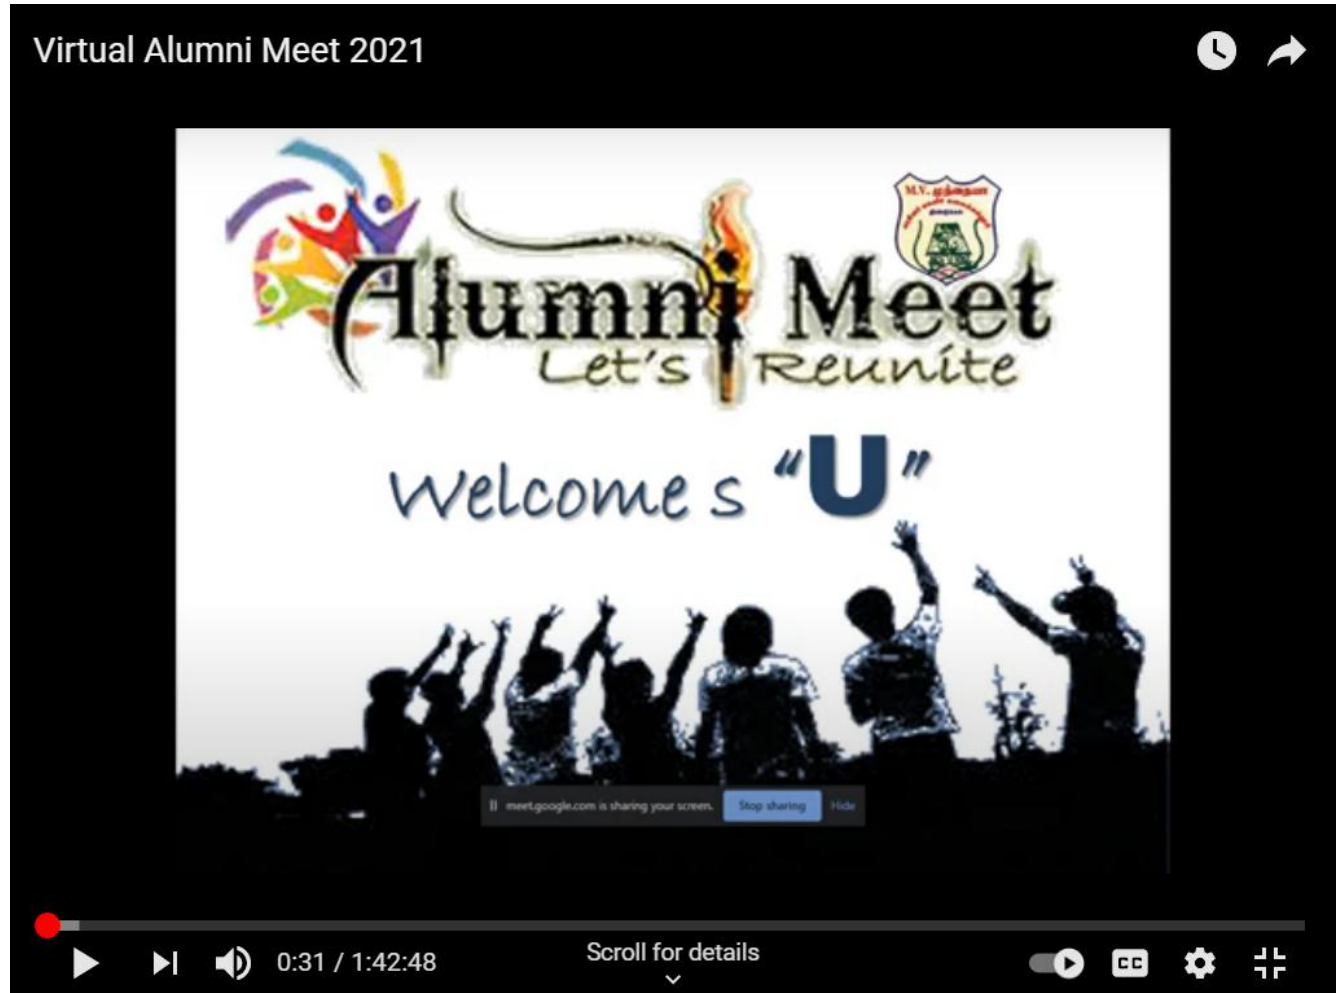 Virtual Alumni Meet 2021
M.V. முத்தையா
Alumni Meet
Let's Reunite
Welcome s "U"
meet.google.com is sharing your screen. Stop sharing Hide
0:31 / 1:42:48
Scroll for details
CC